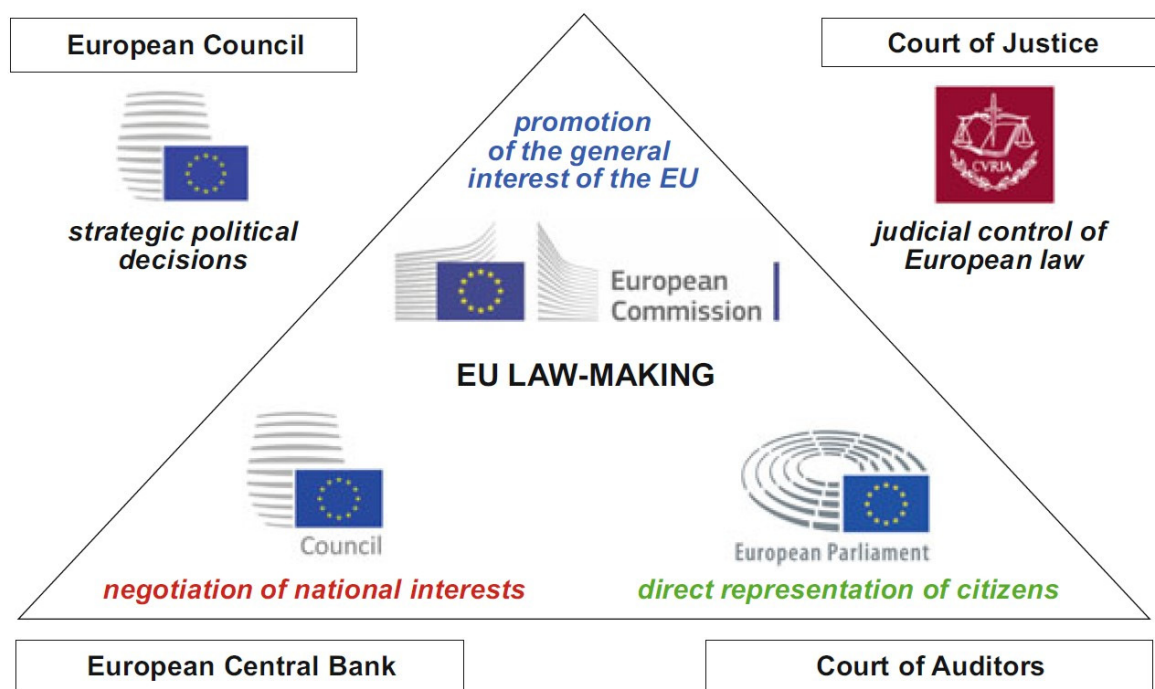 European Council
Court of Justice
promotion
of the general
interest of the EU
CVRIA
strategic political
decisions
judicial control of
European law
European
Commission
EU LAW-MAKING
Council
European Parliament
negotiation of national interests
direct representation of citizens
European Central Bank
Court of Auditors